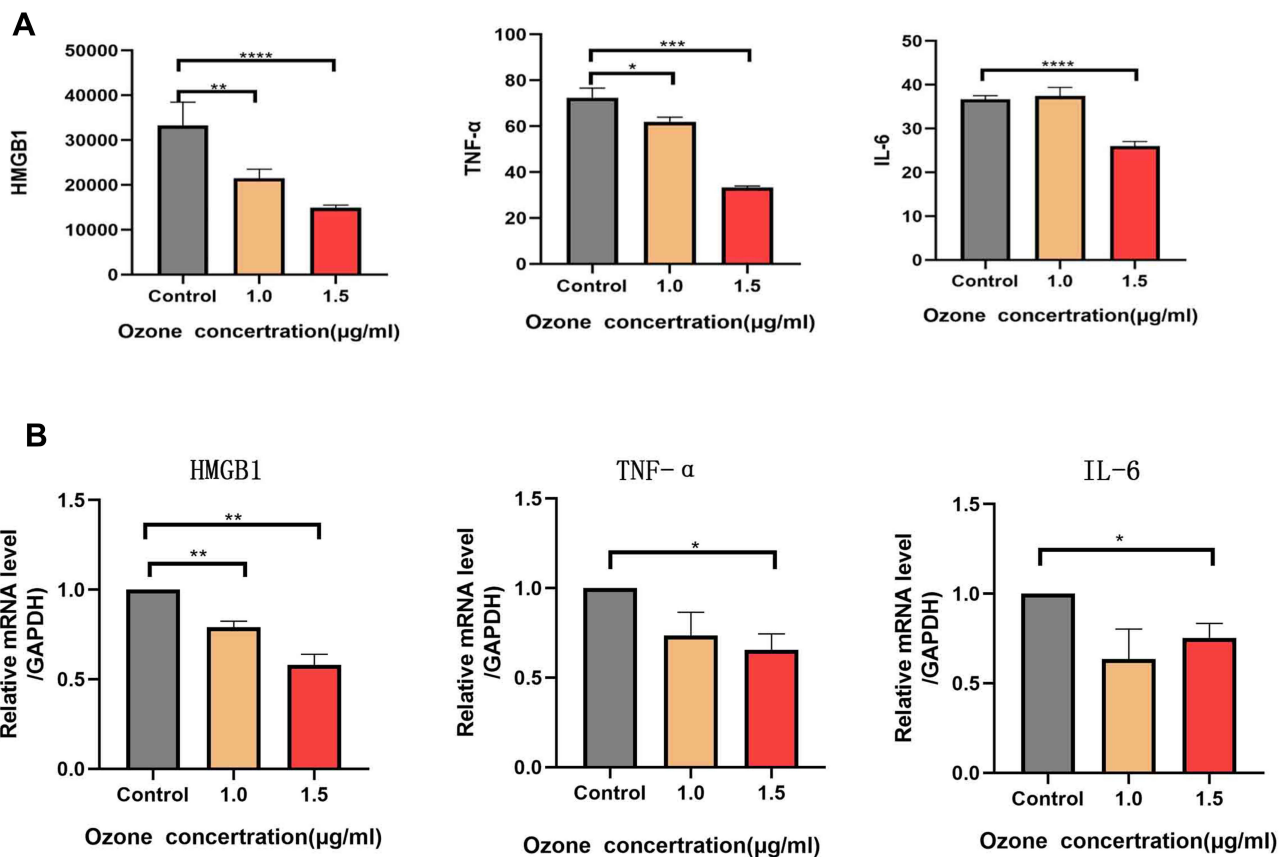 A
HMGB1
50000
40000
30000
20000
10000
0
****
**
Control 1.0 1.5
Ozone concertration(μg/ml)
TNF-α
100
80
60
40
20
0
***
*
Control 1.0 1.5
Ozone concertration(μg/ml)
IL-6
50
40
30
20
10
0
****
Control 1.0 1.5
Ozone concertration(μg/ml)
B
HMGB1
Relative mRNA level
/GAPDH)
1.5
1.0
0.5
0.0
**
**
Control 1.0 1.5
Ozone concertration(μg/ml)
TNF-α
Relative mRNA level
/GAPDH)
1.5
1.0
0.5
0.0
*
Control 1.0 1.5
Ozone concertration(μg/ml)
IL-6
Relative mRNA level
/GAPDH)
1.5
1.0
0.5
0.0
*
Control 1.0 1.5
Ozone concertration(μg/ml)